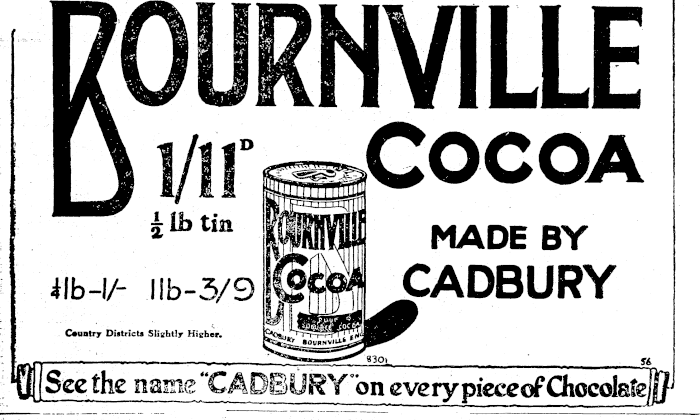 BOURNVILLE
COCOA
1/11D
½ lb tin
MADE BY
CADBURY
¼lb-1/- 1lb-3/9
Country Districts Slightly Higher.
BOURNVILLE
COCOA
CADBURY BOURNVILLE ENG
8301
56
See the name "CADBURY" on every piece of Chocolate